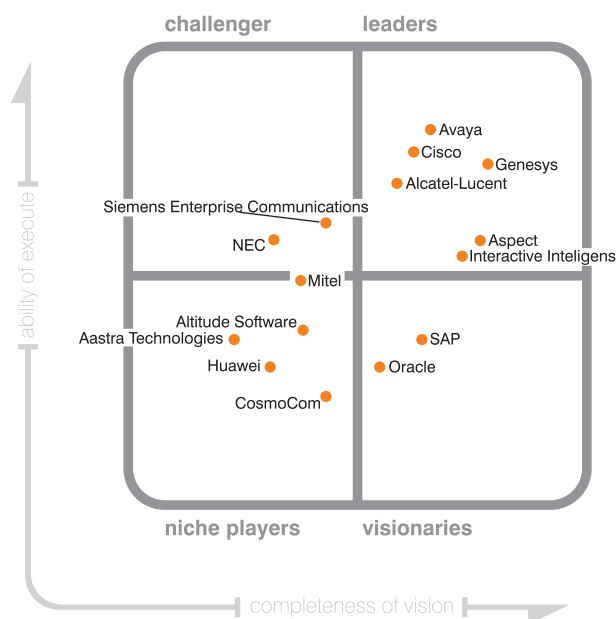 challenger
leaders
Avaya
Cisco
Genesys
Alcatel-Lucent
Siemens Enterprise Communications
NEC
Aspect
Interactive Inteligens
Mitel
Altitude Software
Aastra Technologies
SAP
Huawei
Oracle
CosmoCom
niche players
visionaries
ability of execute
completeness of vision